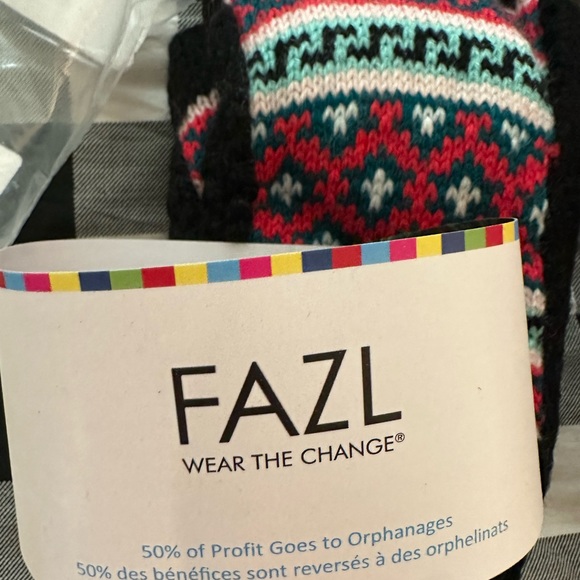 FAZL
WEAR THE CHANGE®
50% of Profit Goes to Orphanages
50% des bénéfices sont reversés à des orphelinats